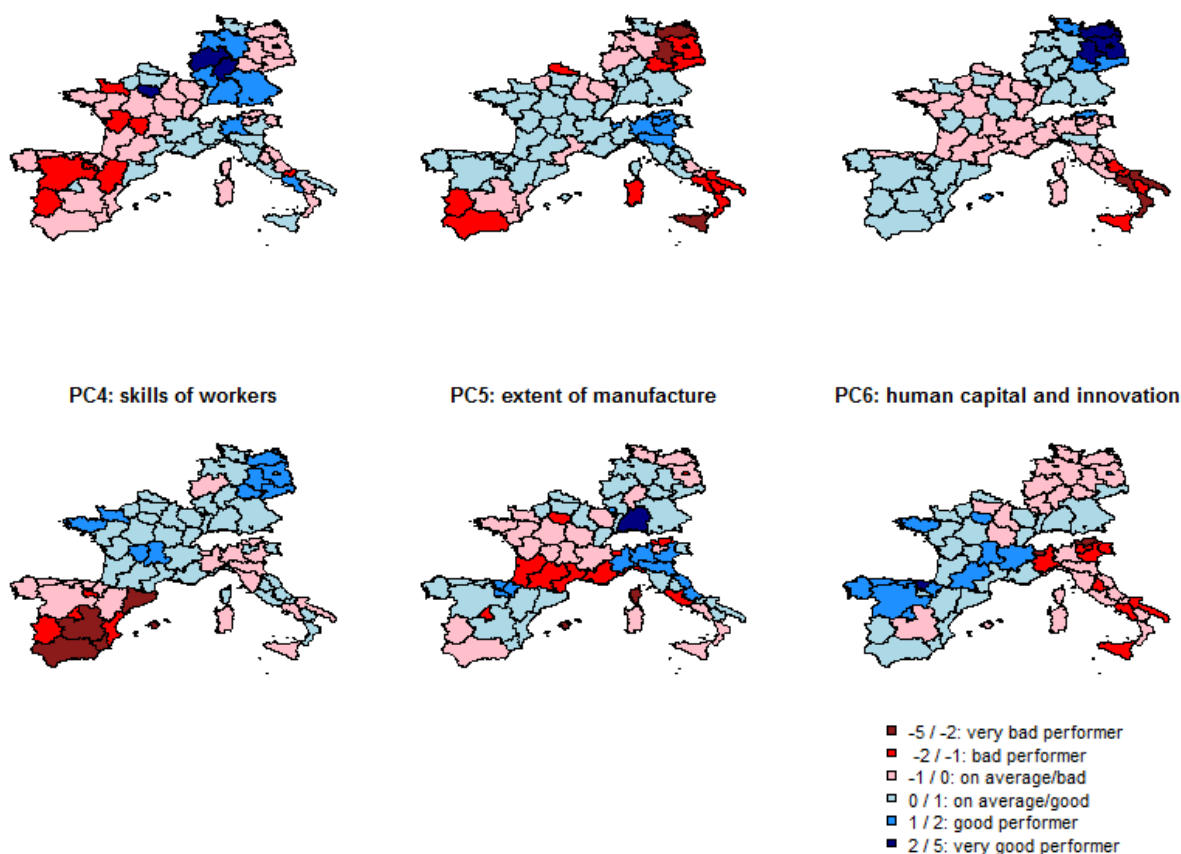 PC4: skills of workers
PC5: extent of manufacture
PC6: human capital and innovation
-5 / -2: very bad performer
-2 / -1: bad performer
-1 / 0: on average/bad
0 / 1: on average/good
1 / 2: good performer
2 / 5: very good performer